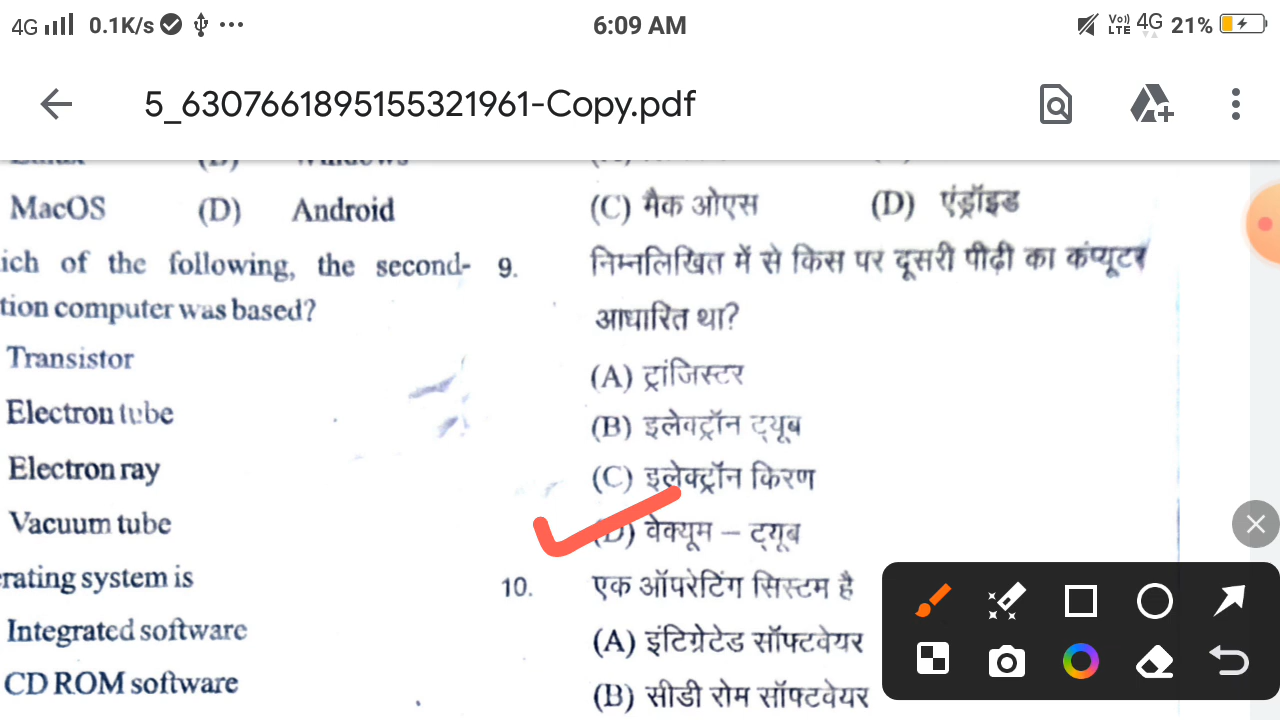 4G 0.1K/s ••• 6:09 AM Vo)) LTE 4G 21%
5_6307661895155321961-Copy.pdf
MacOS (D) Android
ich of the following, the second-
tion computer was based?
Transistor
Electron tube
Electron ray
Vacuum tube
erating system is
Integrated software
CD ROM software
(C) मैक ओएस (D) एंड्रॉइड
9. निम्नलिखित में से किस पर दूसरी पीढ़ी का कंप्यूटर
आधारित था?
(A) ट्रांजिस्टर
(B) इलेक्ट्रॉन ट्यूब
(C) इलेक्ट्रॉन किरण
(D) वेक्यूम – ट्यूब
10. एक ऑपरेटिंग सिस्टम है
(A) इंटिग्रेटेड सॉफ्टवेयर
(B) सीडी रोम सॉफ्टवेयर